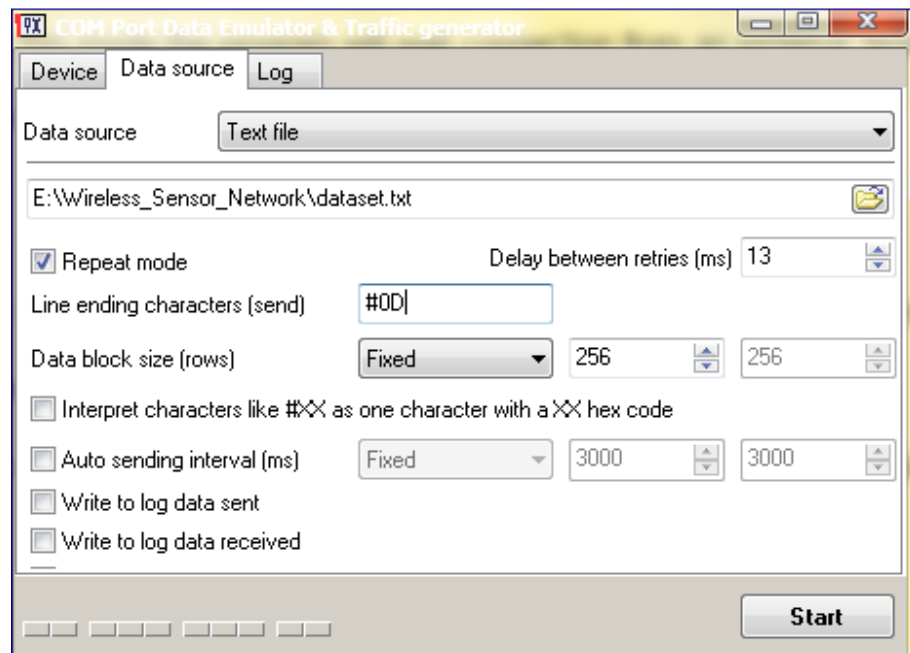 COM Port Data Emulator & Traffic generator
Device Data source Log
Data source Text file
E:\Wireless_Sensor_Network\dataset.txt
Repeat mode Delay between retries (ms) 13
Line ending characters (send) #0D
Data block size (rows) Fixed 256 256
Interpret characters like #XX as one character with a XX hex code
Auto sending interval (ms) Fixed 3000 3000
Write to log data sent
Write to log data received
Start